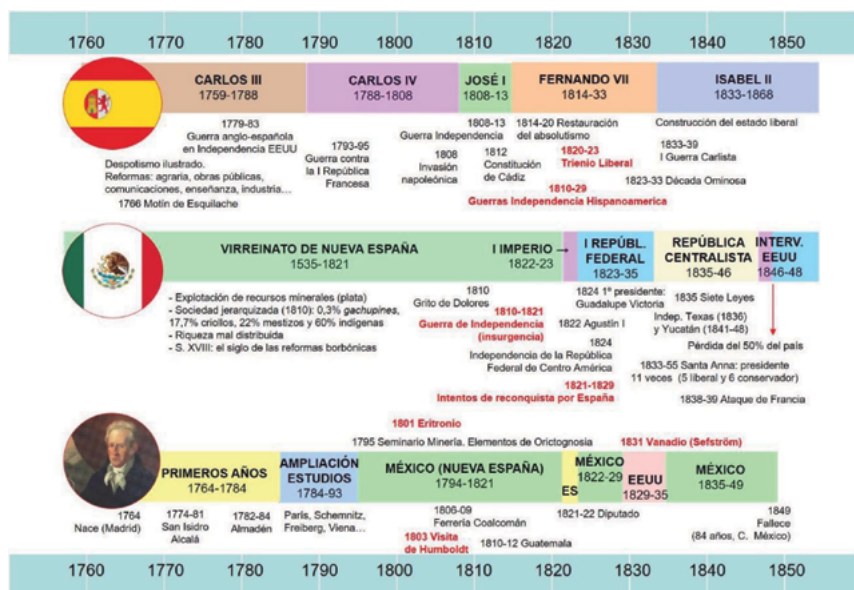 1760 1770 1780 1790 1800 1810 1820 1830 1840 1850
CARLOS III
1759-1788
CARLOS IV
1788-1808
JOSÉ I
1808-13
FERNANDO VII
1814-33
ISABEL II
1833-1868
1779-83
Guerra anglo-española
en Independencia EEUU
Despotismo ilustrado.
Reformas: agraria, obras públicas,
comunicaciones, enseñanza, industria…
1766 Motín de Esquilache
1793-95
Guerra contra
la I República
Francesa
1808-13
Guerra Independencia
1808
Invasión
napoleónica
1812
Constitución
de Cádiz
1816-20 Restauración
del absolutismo
1820-23
Trienio Liberal
1810-29
Guerras Independencia Hispanoamerica
Construcción del estado liberal
1833-39
I Guerra Carlista
1823-33 Década Ominosa
VIRREINATO DE NUEVA ESPAÑA
1535-1821
I IMPERIO →
1822-23
I REPÚBL.
FEDERAL
1823-35
REPÚBLICA
CENTRALISTA
1835-46
INTERV.
EEUU
1846-48
- Explotación de recursos minerales (plata)
- Sociedad jerarquizada (1810): 0,3% gachupines,
17,7% criollos, 22% mestizos y 60% indígenas
- Riqueza mal distribuida
- S. XVIII: el siglo de las reformas borbónicas
1810
Grito de Dolores
1810-1821
Guerra de Independencia
(insurgencia)
1824 1º presidente:
Guadalupe Victoria
1822 Agustín I
1824
Independencia de la República
Federal de Centro América
1821-1829
Intentos de reconquista por España
1835 Siete Leyes
Indep. Texas (1836)
y Yucatán (1841-48)
Pérdida del 50% del país
1833-55 Santa Anna: presidente
11 veces (5 liberal y 6 conservador)
1838-39 Ataque de Francia
1801 Eritronio
1795 Seminario Minería. Elementos de Orictognosia
1831 Vanadio (Sefström)
PRIMEROS AÑOS
1764-1784
AMPLIACIÓN
ESTUDIOS
1784-93
MÉXICO (NUEVA ESPAÑA)
1794-1821
ES
MÉXICO
1822-29
EEUU
1829-35
MÉXICO
1835-49
1764
Nace (Madrid)
1774-81
San Isidro
Alcalá
1782-84
Almadén
París, Schemnitz,
Freiberg, Viena…
1806-09
Ferrería Coalcomán
1803 Visita
de Humboldt
1810-12 Guatemala
1821-22 Diputado
1849
Fallece
(84 años, C. México)
1760 1770 1780 1790 1800 1810 1820 1830 1840 1850